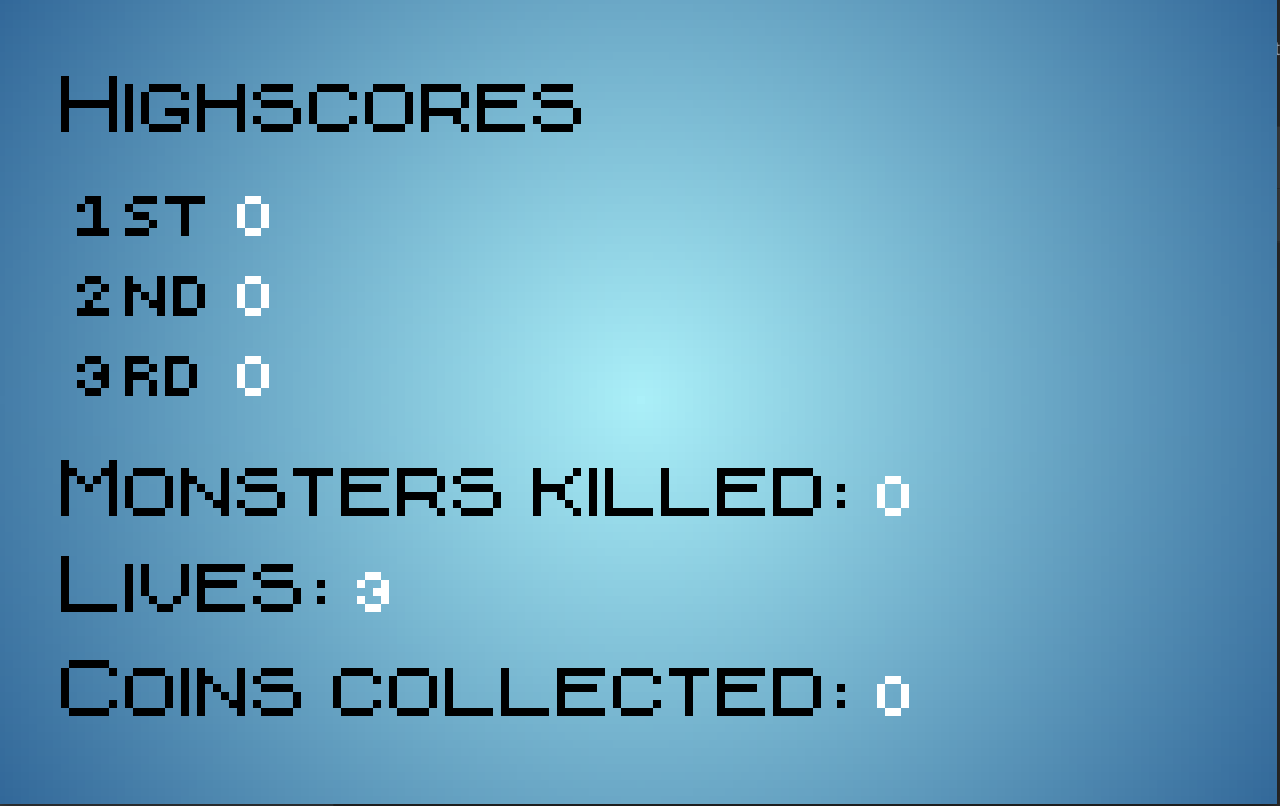 Highscores
1st 0
2nd 0
3rd 0
Monsters killed: 0
Lives: 3
Coins collected: 0